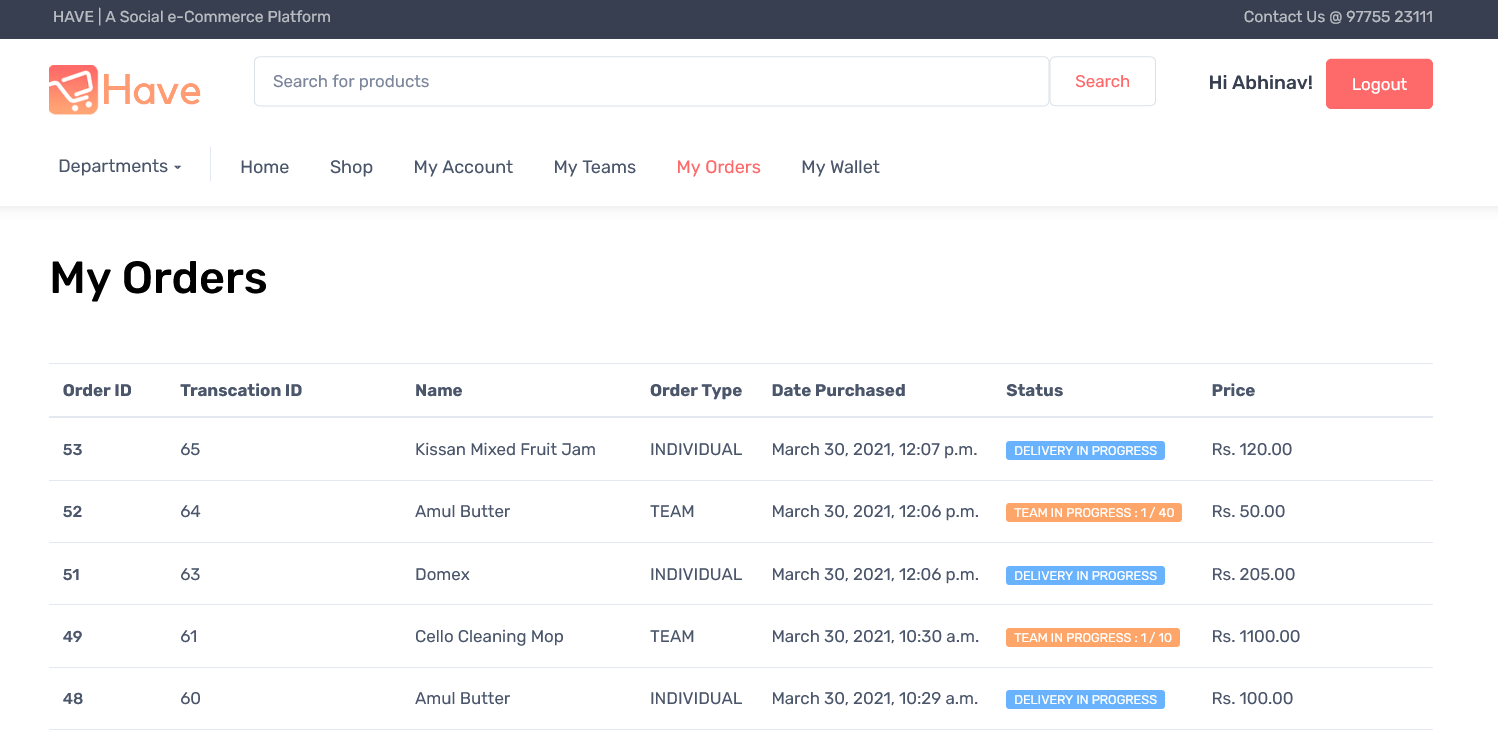 HAVE | A Social e-Commerce Platform Contact Us @ 97755 23111
Have Search for products Search Hi Abhinav! Logout
Departments Home Shop My Account My Teams My Orders My Wallet
My Orders
Order ID Transcation ID Name Order Type Date Purchased Status Price
53 65 Kissan Mixed Fruit Jam INDIVIDUAL March 30, 2021, 12:07 p.m. DELIVERY IN PROGRESS Rs. 120.00
52 64 Amul Butter TEAM March 30, 2021, 12:06 p.m. TEAM IN PROGRESS : 1 / 40 Rs. 50.00
51 63 Domex INDIVIDUAL March 30, 2021, 12:06 p.m. DELIVERY IN PROGRESS Rs. 205.00
49 61 Cello Cleaning Mop TEAM March 30, 2021, 10:30 a.m. TEAM IN PROGRESS : 1 / 10 Rs. 1100.00
48 60 Amul Butter INDIVIDUAL March 30, 2021, 10:29 a.m. DELIVERY IN PROGRESS Rs. 100.00